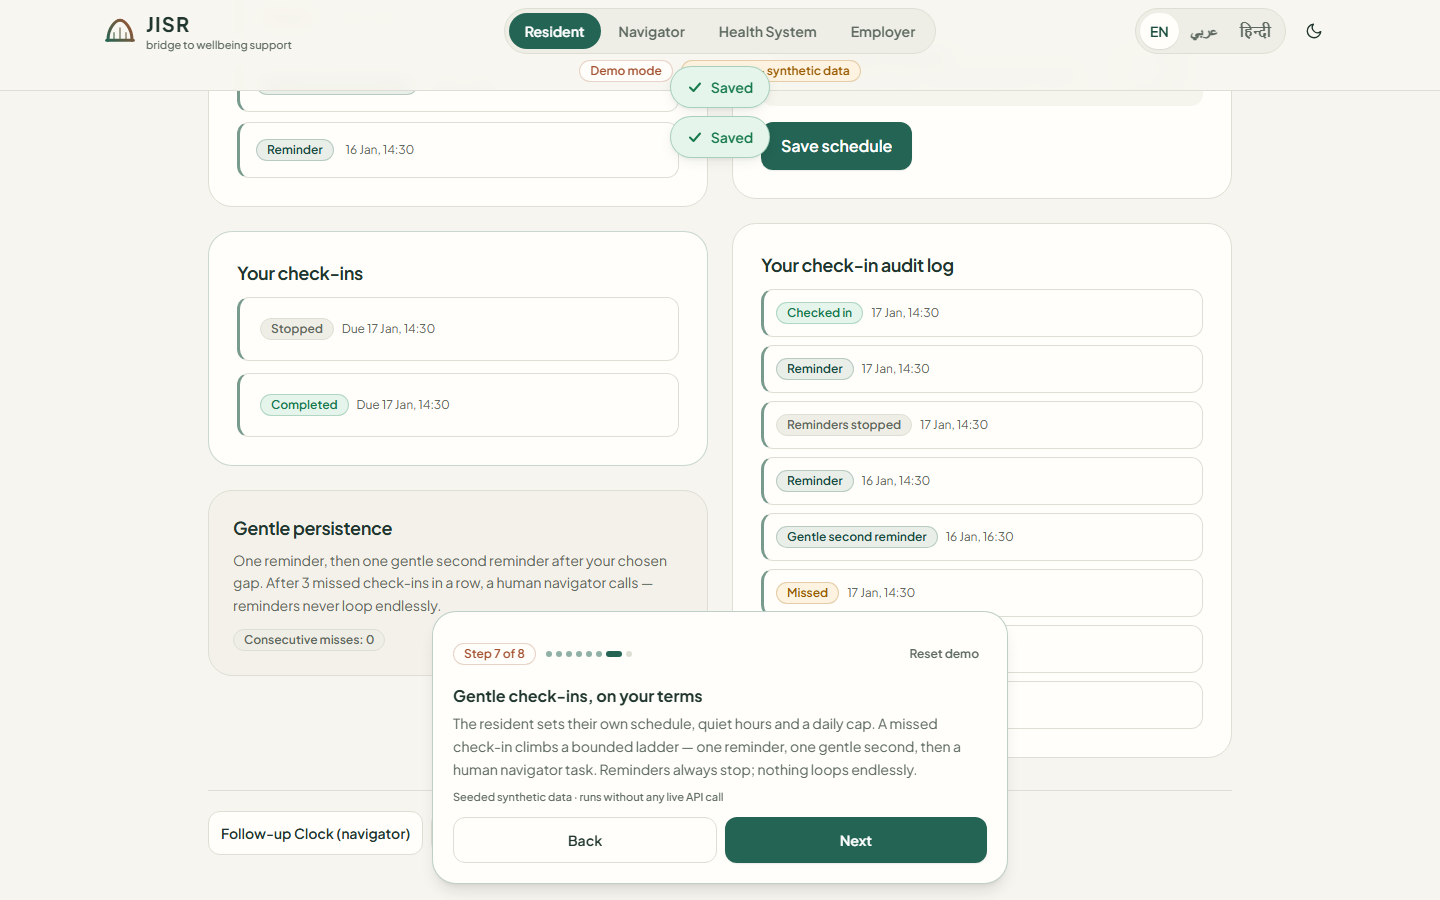 JISR
bridge to wellbeing support
Resident
Navigator
Health System
Employer
EN
عربي
हिन्दी
Demo mode
synthetic data
Saved
Saved
Reminder
16 Jan, 14:30
Save schedule
Your check-ins
Stopped
Due 17 Jan, 14:30
Completed
Due 17 Jan, 14:30
Gentle persistence
One reminder, then one gentle second reminder after your chosen
gap. After 3 missed check-ins in a row, a human navigator calls —
reminders never loop endlessly.
Consecutive misses: 0
Your check-in audit log
Checked in
17 Jan, 14:30
Reminder
17 Jan, 14:30
Reminders stopped
17 Jan, 14:30
Reminder
16 Jan, 14:30
Gentle second reminder
16 Jan, 16:30
Missed
17 Jan, 14:30
Step 7 of 8
Reset demo
Gentle check-ins, on your terms
The resident sets their own schedule, quiet hours and a daily cap. A missed
check-in climbs a bounded ladder — one reminder, one gentle second, then a
human navigator task. Reminders always stop; nothing loops endlessly.
Seeded synthetic data · runs without any live API call
Back
Next
Follow-up Clock (navigator)